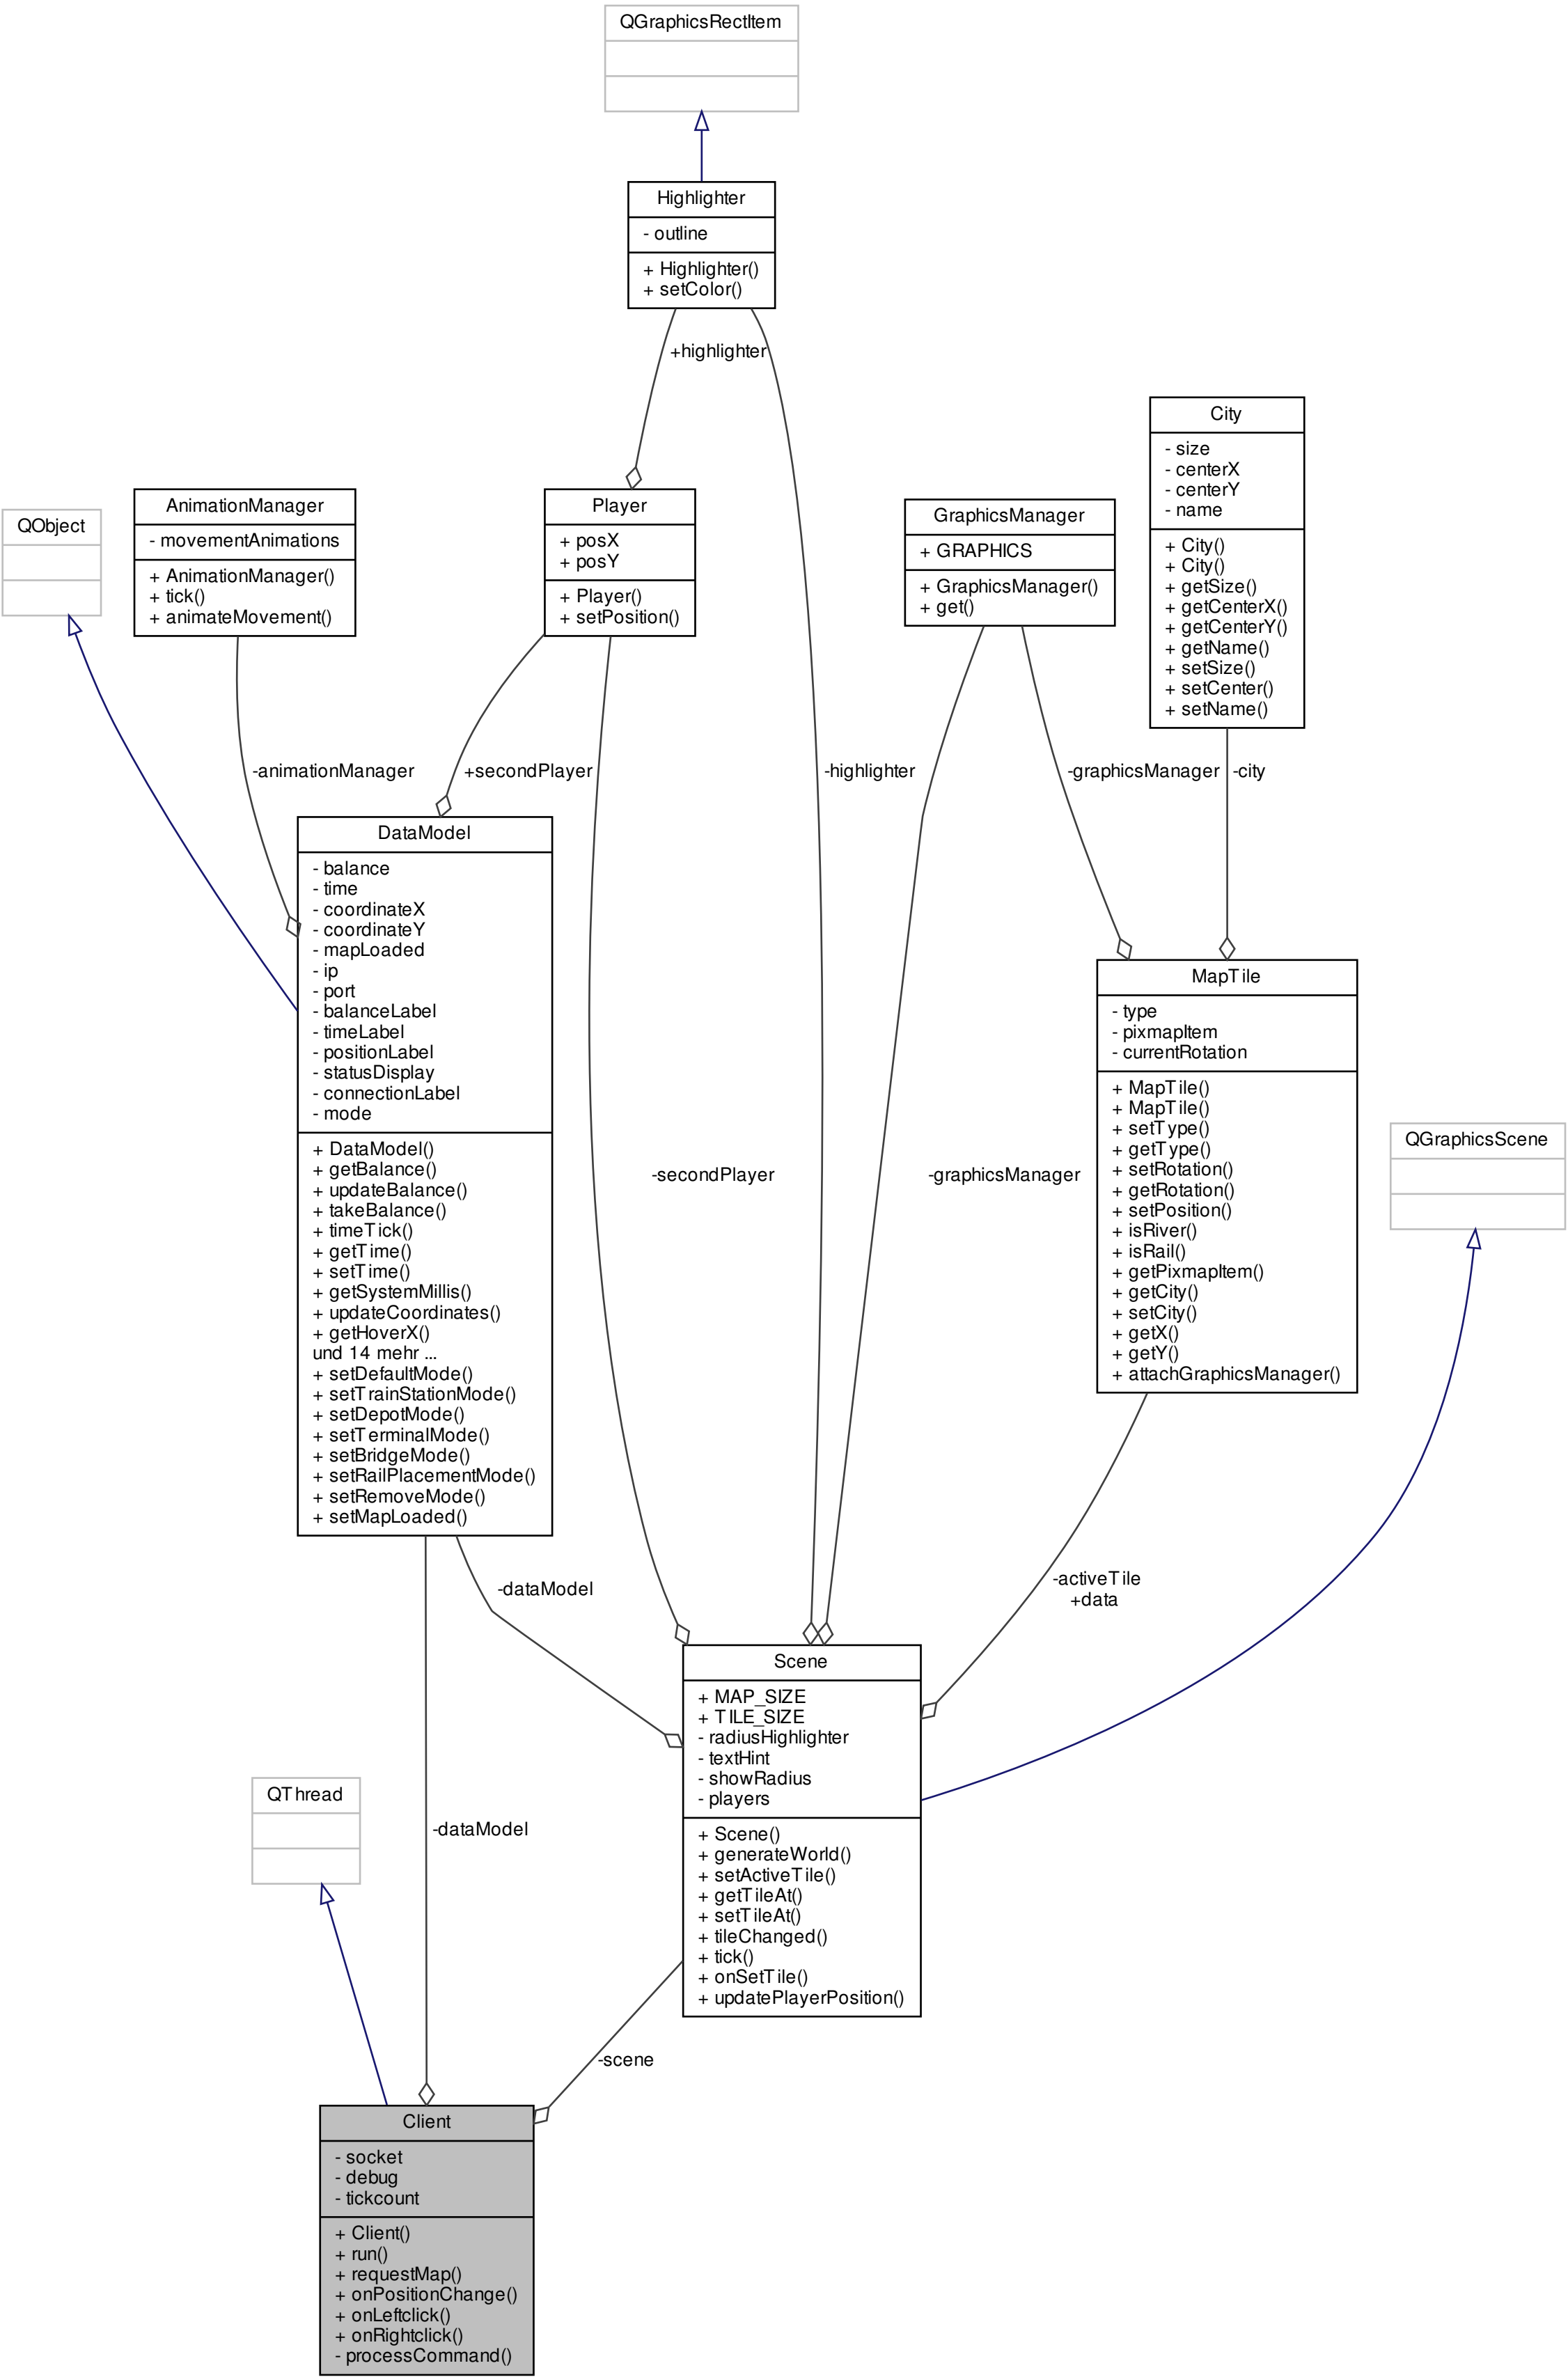 QGraphicsRectItem
Highlighter
- outline
+ Highlighter()
+ setColor()
+highlighter
City
- size
- centerX
- centerY
- name
+ City()
+ City()
+ getSize()
+ getCenterX()
+ getCenterY()
+ getName()
+ setSize()
+ setCenter()
+ setName()
QObject
AnimationManager
- movementAnimations
+ AnimationManager()
+ tick()
+ animateMovement()
Player
+ posX
+ posY
+ Player()
+ setPosition()
GraphicsManager
+ GRAPHICS
+ GraphicsManager()
+ get()
-animationManager
+secondPlayer
-highlighter
-graphicsManager
-city
DataModel
- balance
- time
- coordinateX
- coordinateY
- mapLoaded
- ip
- port
- balanceLabel
- timeLabel
- positionLabel
- statusDisplay
- connectionLabel
- mode
+ DataModel()
+ getBalance()
+ updateBalance()
+ takeBalance()
+ timeTick()
+ getTime()
+ setTime()
+ getSystemMillis()
+ updateCoordinates()
+ getHoverX()
und 14 mehr ...
+ setDefaultMode()
+ setTrainStationMode()
+ setDepotMode()
+ setTerminalMode()
+ setBridgeMode()
+ setRailPlacementMode()
+ setRemoveMode()
+ setMapLoaded()
MapTile
- type
- pixmapItem
- currentRotation
+ MapTile()
+ MapTile()
+ setType()
+ getType()
+ setRotation()
+ getRotation()
+ setPosition()
+ isRiver()
+ isRail()
+ getPixmapItem()
+ getCity()
+ setCity()
+ getX()
+ getY()
+ attachGraphicsManager()
QGraphicsScene
-secondPlayer
-graphicsManager
-dataModel
-activeTile
+data
Scene
+ MAP_SIZE
+ TILE_SIZE
- radiusHighlighter
- textHint
- showRadius
- players
+ Scene()
+ generateWorld()
+ setActiveTile()
+ getTileAt()
+ setTileAt()
+ tileChanged()
+ tick()
+ onSetTile()
+ updatePlayerPosition()
QThread
-dataModel
-scene
Client
- socket
- debug
- tickcount
+ Client()
+ run()
+ requestMap()
+ onPositionChange()
+ onLeftclick()
+ onRightclick()
- processCommand()